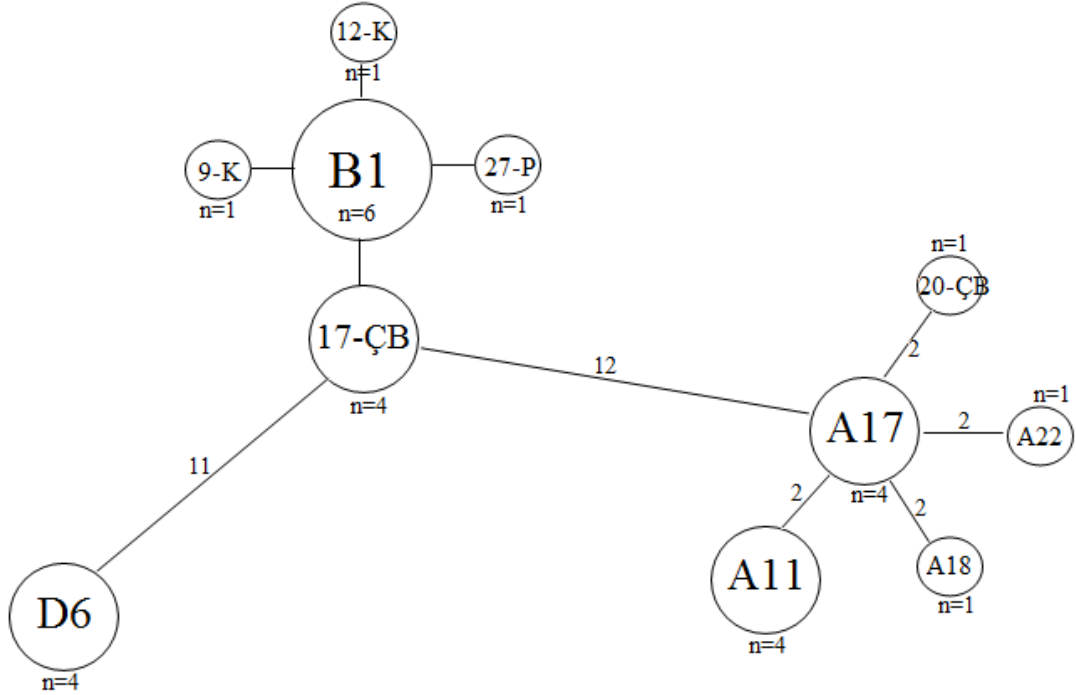 12-K
n=1
9-K
n=1
B1
n=6
27-P
n=1
17-ÇB
n=4
12
11
D6
n=4
n=1
20-ÇB
2
A17
n=4
2
n=1
A22
2
A11
n=4
2
A18
n=1